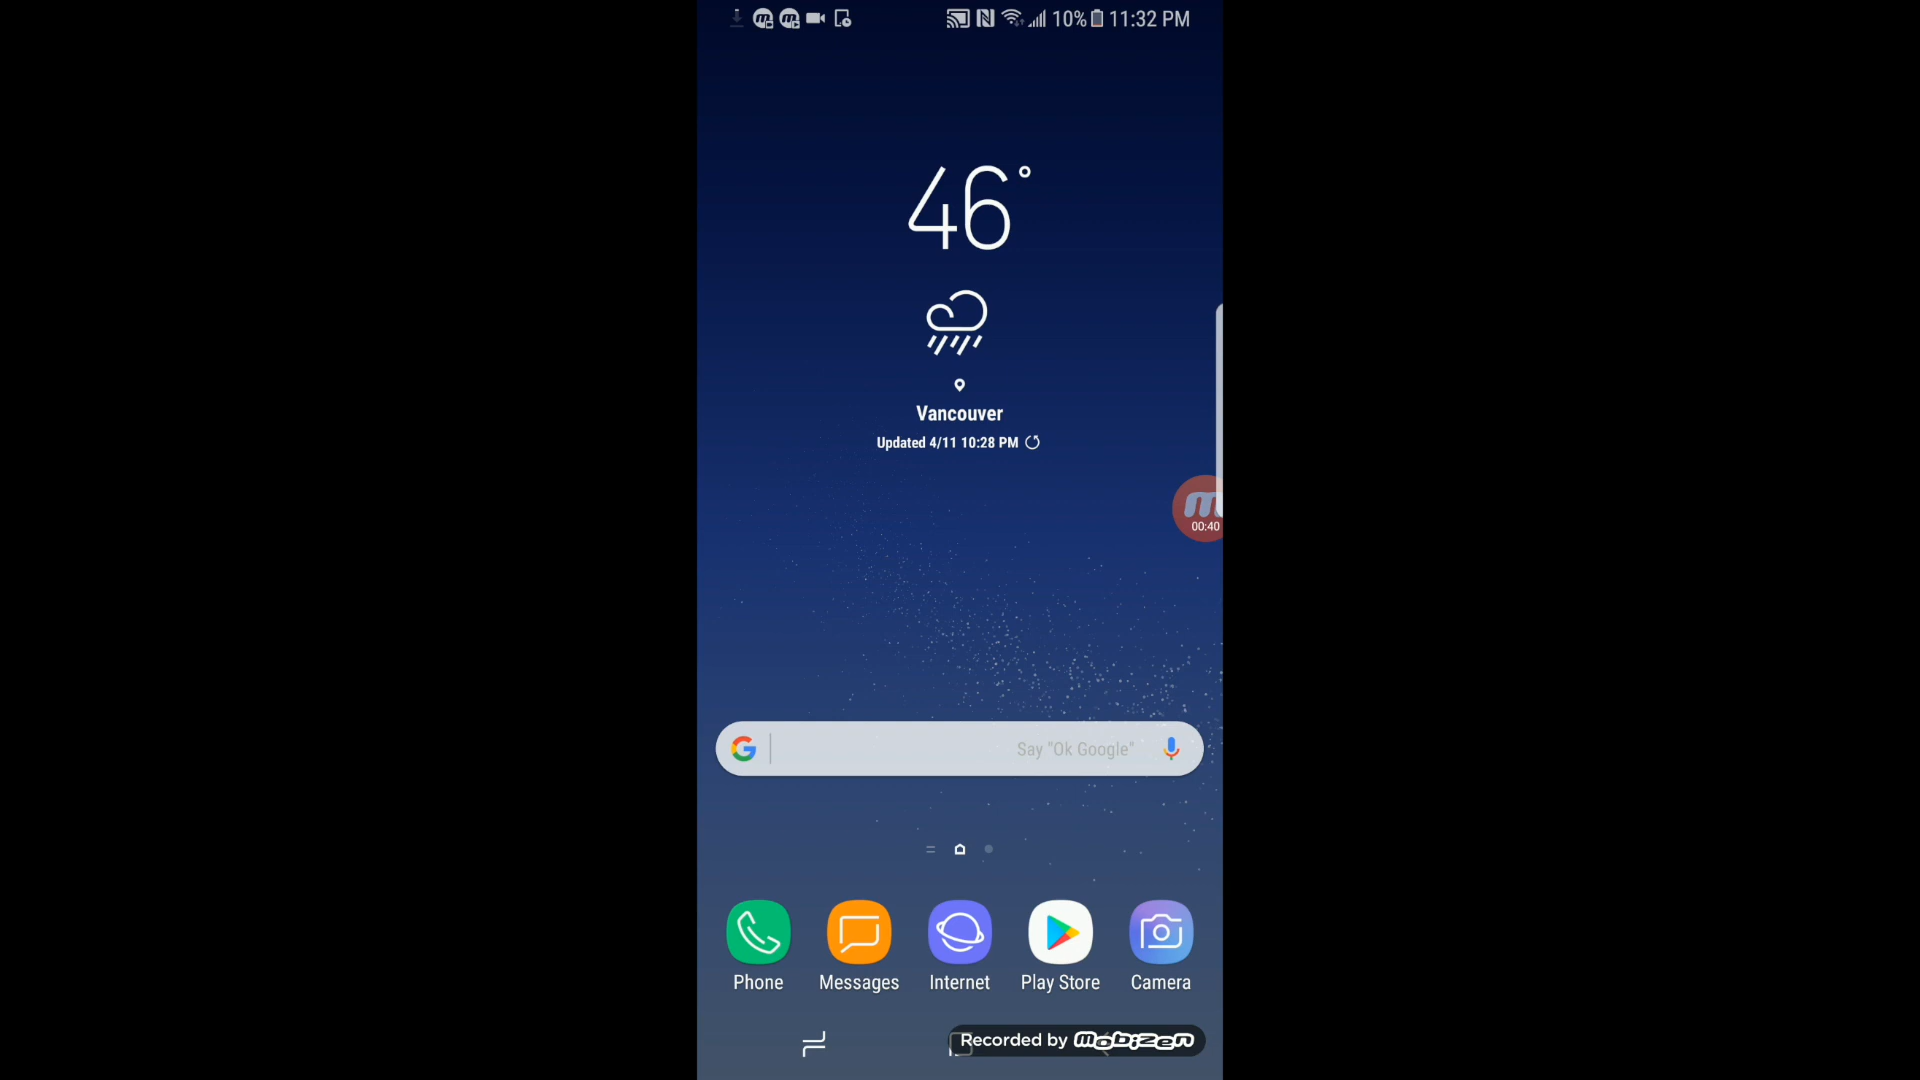 10% 11:32 PM
46°
Vancouver
Updated 4/11 10:28 PM
00:40
Say "Ok Google"
Phone Messages Internet Play Store Camera
Recorded by mobizen